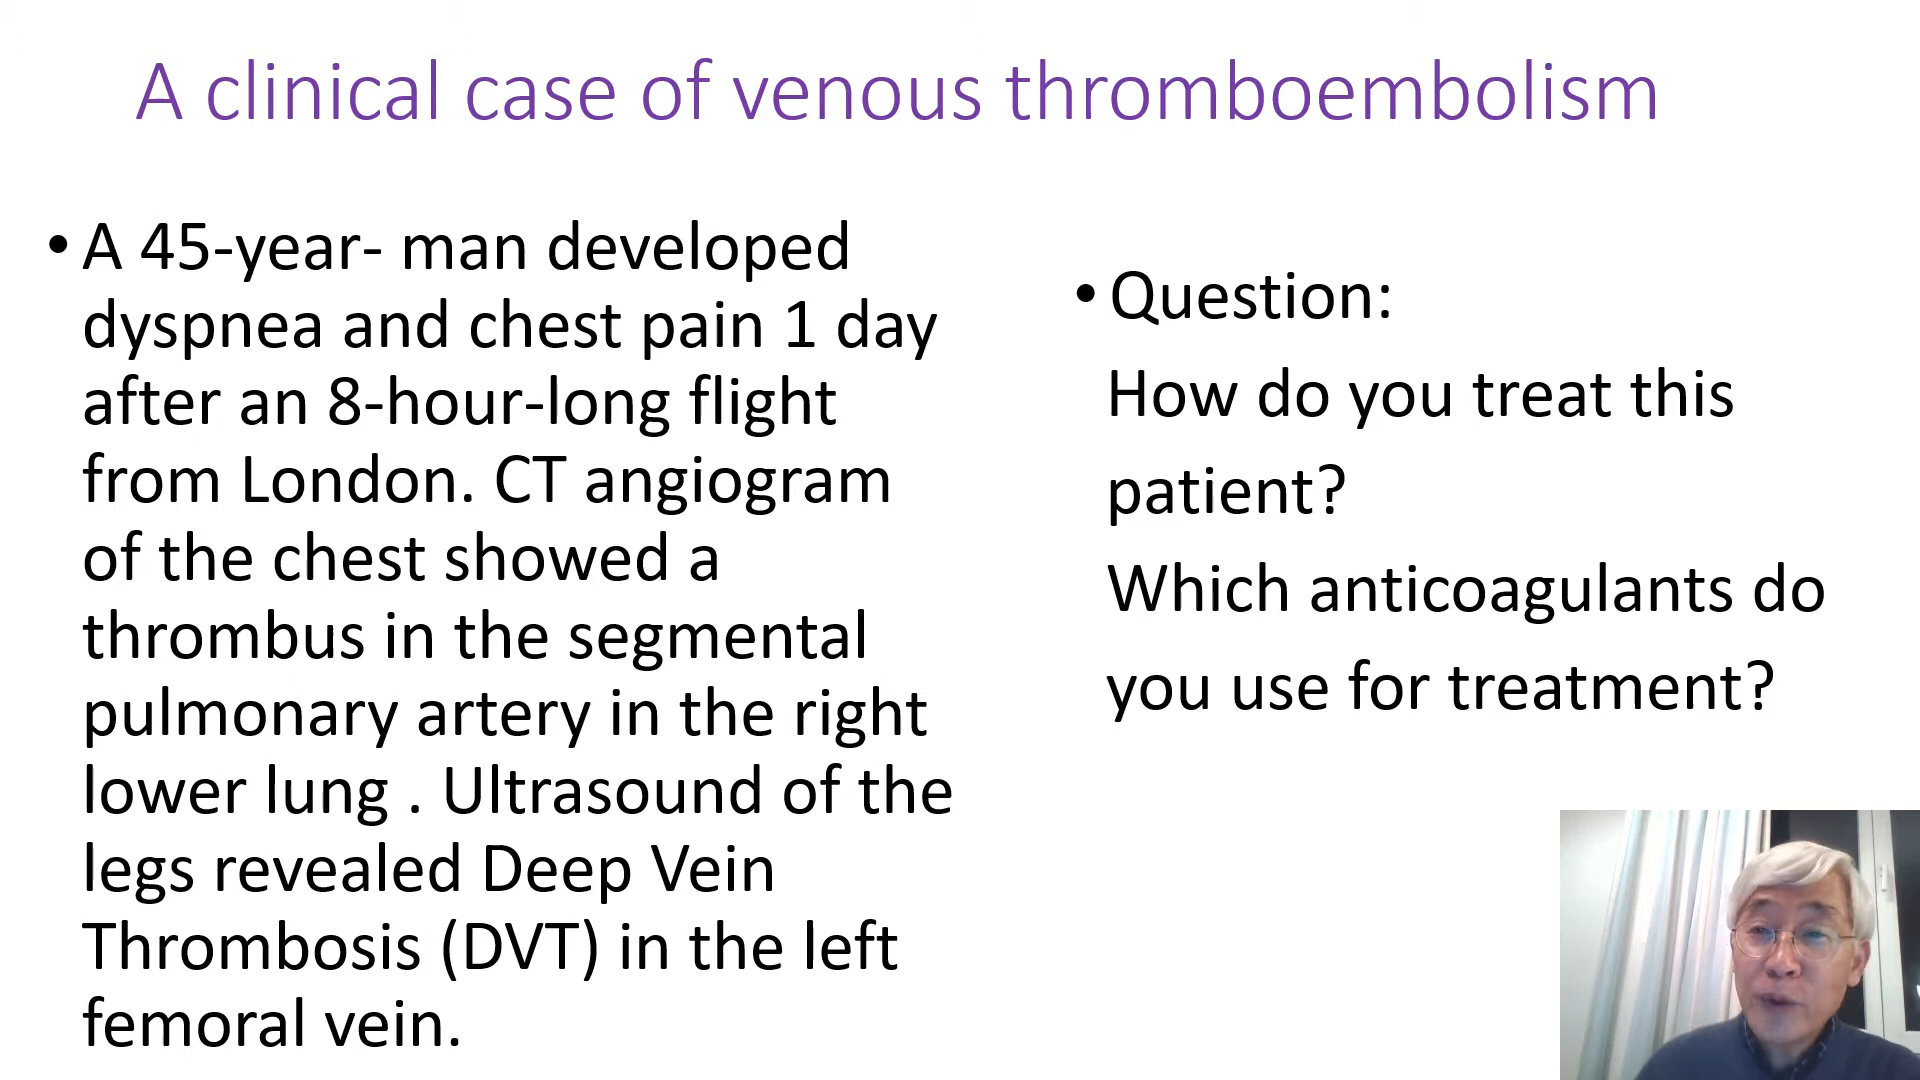 A clinical case of venous thromboembolism
• A 45-year- man developed
dyspnea and chest pain 1 day
after an 8-hour-long flight
from London. CT angiogram
of the chest showed a
thrombus in the segmental
pulmonary artery in the right
lower lung . Ultrasound of the
legs revealed Deep Vein
Thrombosis (DVT) in the left
femoral vein.
• Question:
How do you treat this
patient?
Which anticoagulants do
you use for treatment?